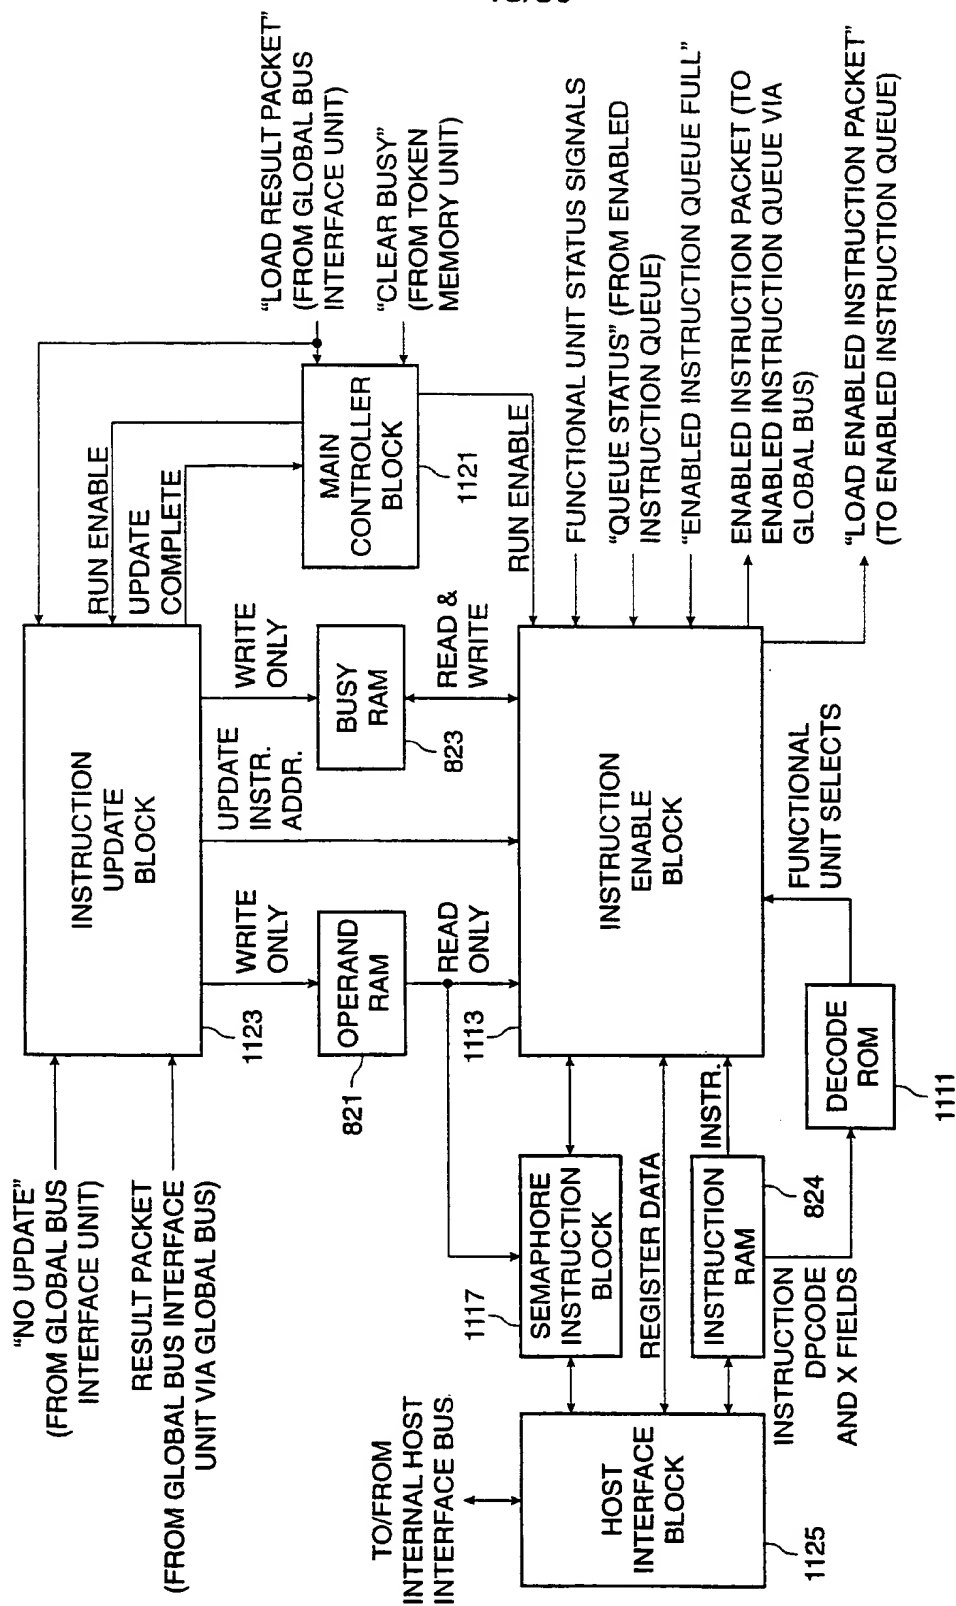 "NO UPDATE"
(FROM GLOBAL BUS
INTERFACE UNIT)
RESULT PACKET
(FROM GLOBAL BUS INTERFACE
UNIT VIA GLOBAL BUS)
INSTRUCTION
UPDATE
BLOCK
1123
RUN ENABLE
UPDATE
COMPLETE
"LOAD RESULT PACKET"
(FROM GLOBAL BUS
INTERFACE UNIT)
"CLEAR BUSY"
(FROM TOKEN
MEMORY UNIT)
MAIN
CONTROLLER
BLOCK
1121
RUN ENABLE
WRITE
ONLY
OPERAND
RAM
821
READ
ONLY
UPDATE
INSTR.
ADDR.
WRITE
ONLY
BUSY
RAM
823
READ &
WRITE
TO/FROM
INTERNAL HOST
INTERFACE BUS
HOST
INTERFACE
BLOCK
1125
1117
SEMAPHORE
INSTRUCTION
BLOCK
REGISTER DATA
INSTRUCTION
RAM
824
INSTR.
INSTRUCTION
DPCODE
AND X FIELDS
DECODE
ROM
1111
FUNCTIONAL
UNIT SELECTS
1113
INSTRUCTION
ENABLE
BLOCK
FUNCTIONAL UNIT STATUS SIGNALS
"QUEUE STATUS" (FROM ENABLED
INSTRUCTION QUEUE)
"ENABLED INSTRUCTION QUEUE FULL"
ENABLED INSTRUCTION PACKET (TO
ENABLED INSTRUCTION QUEUE VIA
GLOBAL BUS)
"LOAD ENABLED INSTRUCTION PACKET"
(TO ENABLED INSTRUCTION QUEUE)